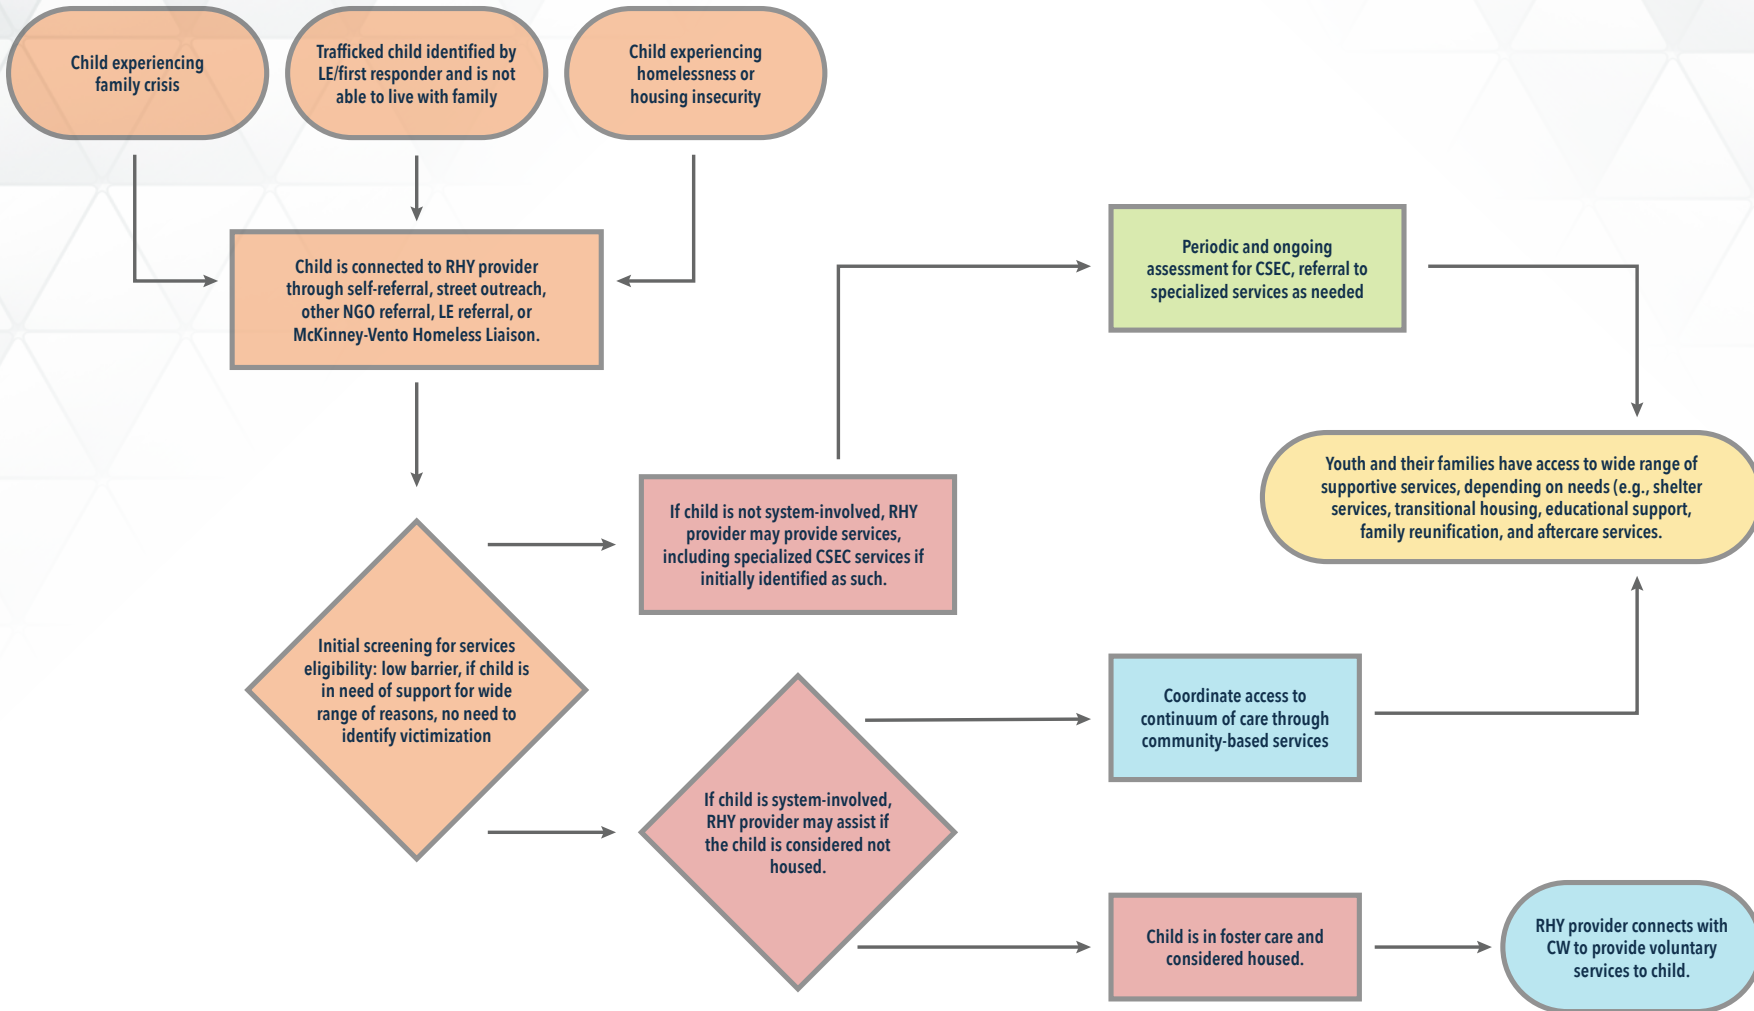 Child experiencing
family crisis
Trafficked child identified by
LE/first responder and is not
able to live with family
Child experiencing
homelessness or
housing insecurity
Child is connected to RHY provider
through self-referral, street outreach,
other NGO referral, LE referral, or
McKinney-Vento Homeless Liaison.
Periodic and ongoing
assessment for CSEC, referral to
specialized services as needed
Youth and their families have access to wide range of
supportive services, depending on needs (e.g., shelter
services, transitional housing, educational support,
family reunification, and aftercare services.
If child is not system-involved, RHY
provider may provide services,
including specialized CSEC services if
initially identified as such.
Initial screening for services
eligibility: low barrier, if child is
in need of support for wide
range of reasons, no need to
identify victimization
Coordinate access to
continuum of care through
community-based services
If child is system-involved,
RHY provider may assist if
the child is considered not
housed.
Child is in foster care and
considered housed.
RHY provider connects with
CW to provide voluntary
services to child.